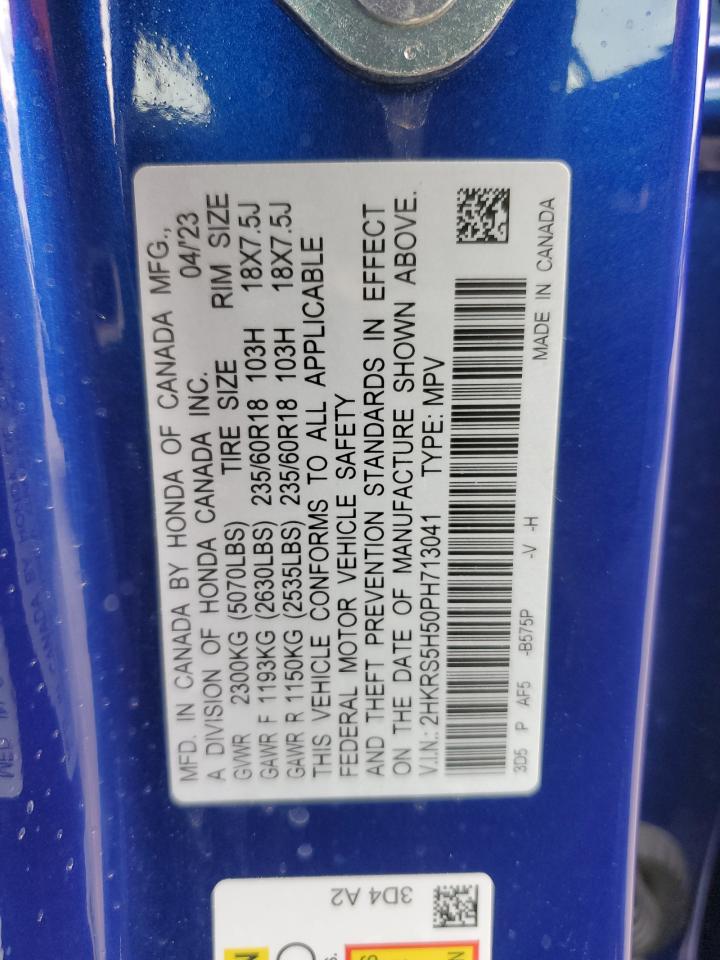 MFD. IN CANADA BY HONDA OF CANADA MFG.,
A DIVISION OF HONDA CANADA INC. 04/'23
GVWR 2300KG (5070LBS) TIRE SIZE RIM SIZE
GAWR F 1193KG (2630LBS) 235/60R18 103H 18X7.5J
GAWR R 1150KG (2535LBS) 235/60R18 103H 18X7.5J
THIS VEHICLE CONFORMS TO ALL APPLICABLE
FEDERAL MOTOR VEHICLE SAFETY
AND THEFT PREVENTION STANDARDS IN EFFECT
ON THE DATE OF MANUFACTURE SHOWN ABOVE.
V.I.N.: 2HKRS5H50PH713041 TYPE: MPV
3D5 P AF5 -B575P -V -H MADE IN CANADA
3D4 A2